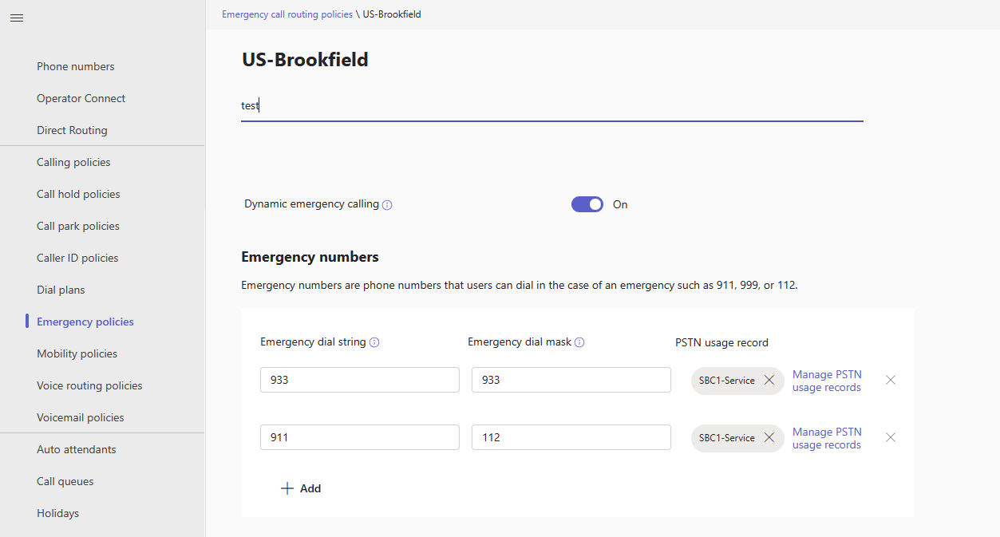 Emergency call routing policies \ US-Brookfield
Phone numbers
Operator Connect
Direct Routing
Calling policies
Call hold policies
Call park policies
Caller ID policies
Dial plans
Emergency policies
Mobility policies
Voice routing policies
Voicemail policies
Auto attendants
Call queues
Holidays
US-Brookfield
test
Dynamic emergency calling
On
Emergency numbers
Emergency numbers are phone numbers that users can dial in the case of an emergency such as 911, 999, or 112.
Emergency dial string
Emergency dial mask
PSTN usage record
933
933
SBC1-Service
Manage PSTN
usage records
911
112
SBC1-Service
Manage PSTN
usage records
Add